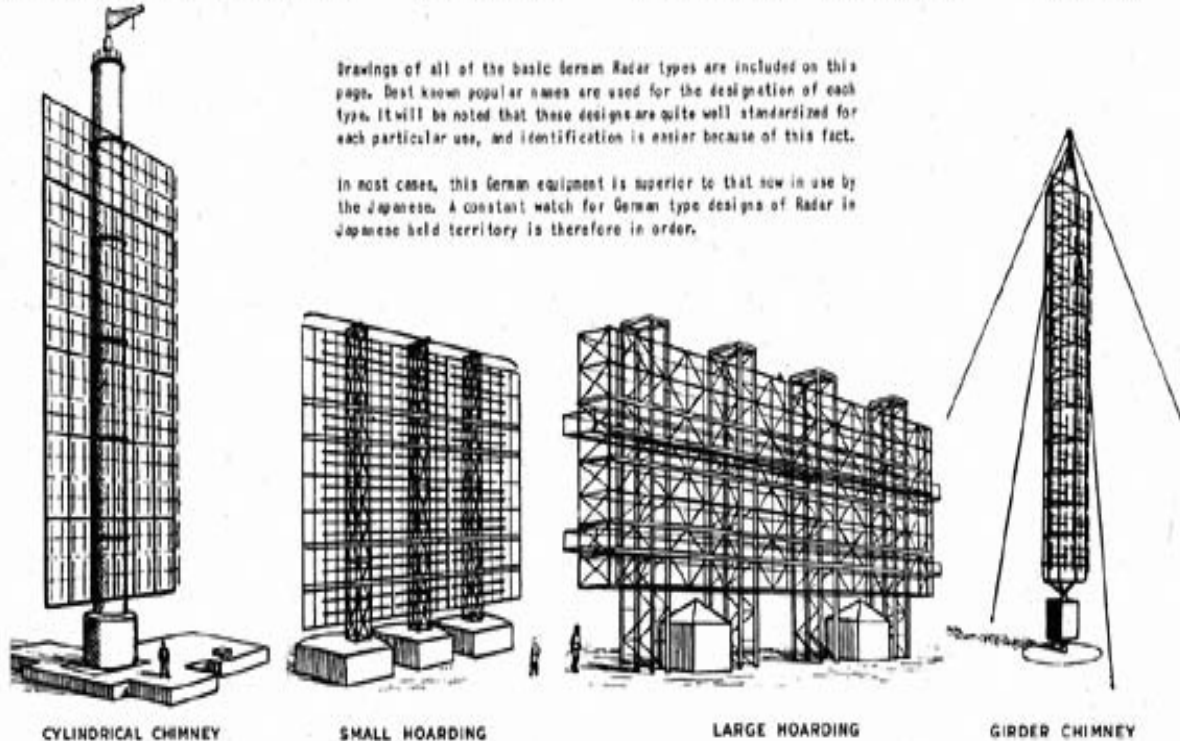 Drawings of all of the basic German Radar types are included on this
page. Best known popular names are used for the designation of each
type. It will be noted that these designs are quite well standardized for
each particular use, and identification is easier because of this fact.
In most cases, this German equipment is superior to that now in use by
the Japanese. A constant watch for German type designs of Radar in
Japanese held territory is therefore in order.
CYLINDRICAL CHIMNEY
SMALL HOARDING
LARGE HOARDING
GIRDER CHIMNEY